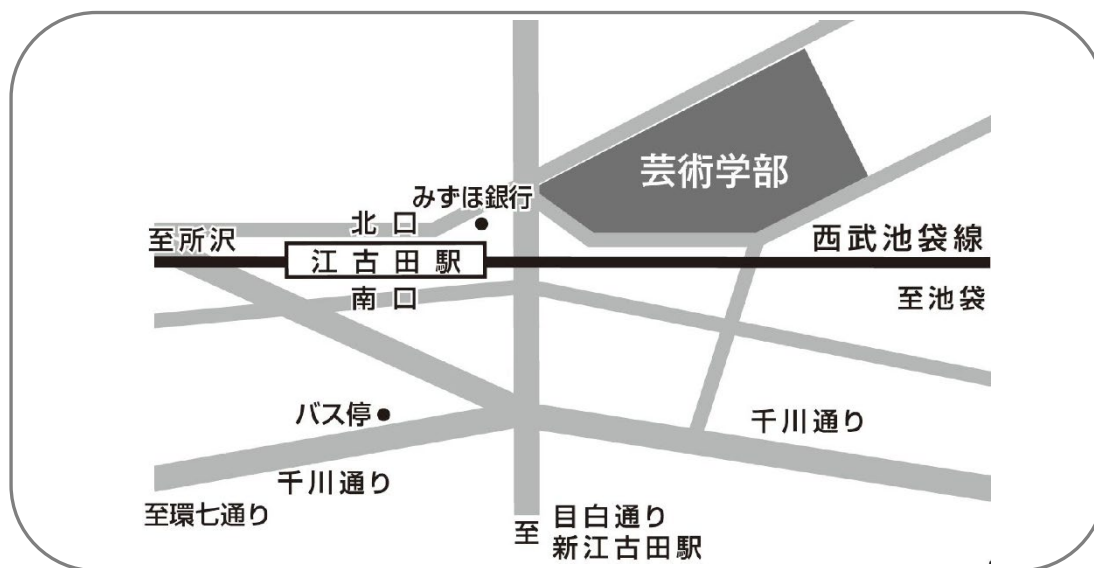 芸術学部
みずほ銀行
北口
至所沢
西武池袋線
江古田駅
南口
至池袋
バス停
千川通り
千川通り
至環七通り
至 目白通り
新江古田駅